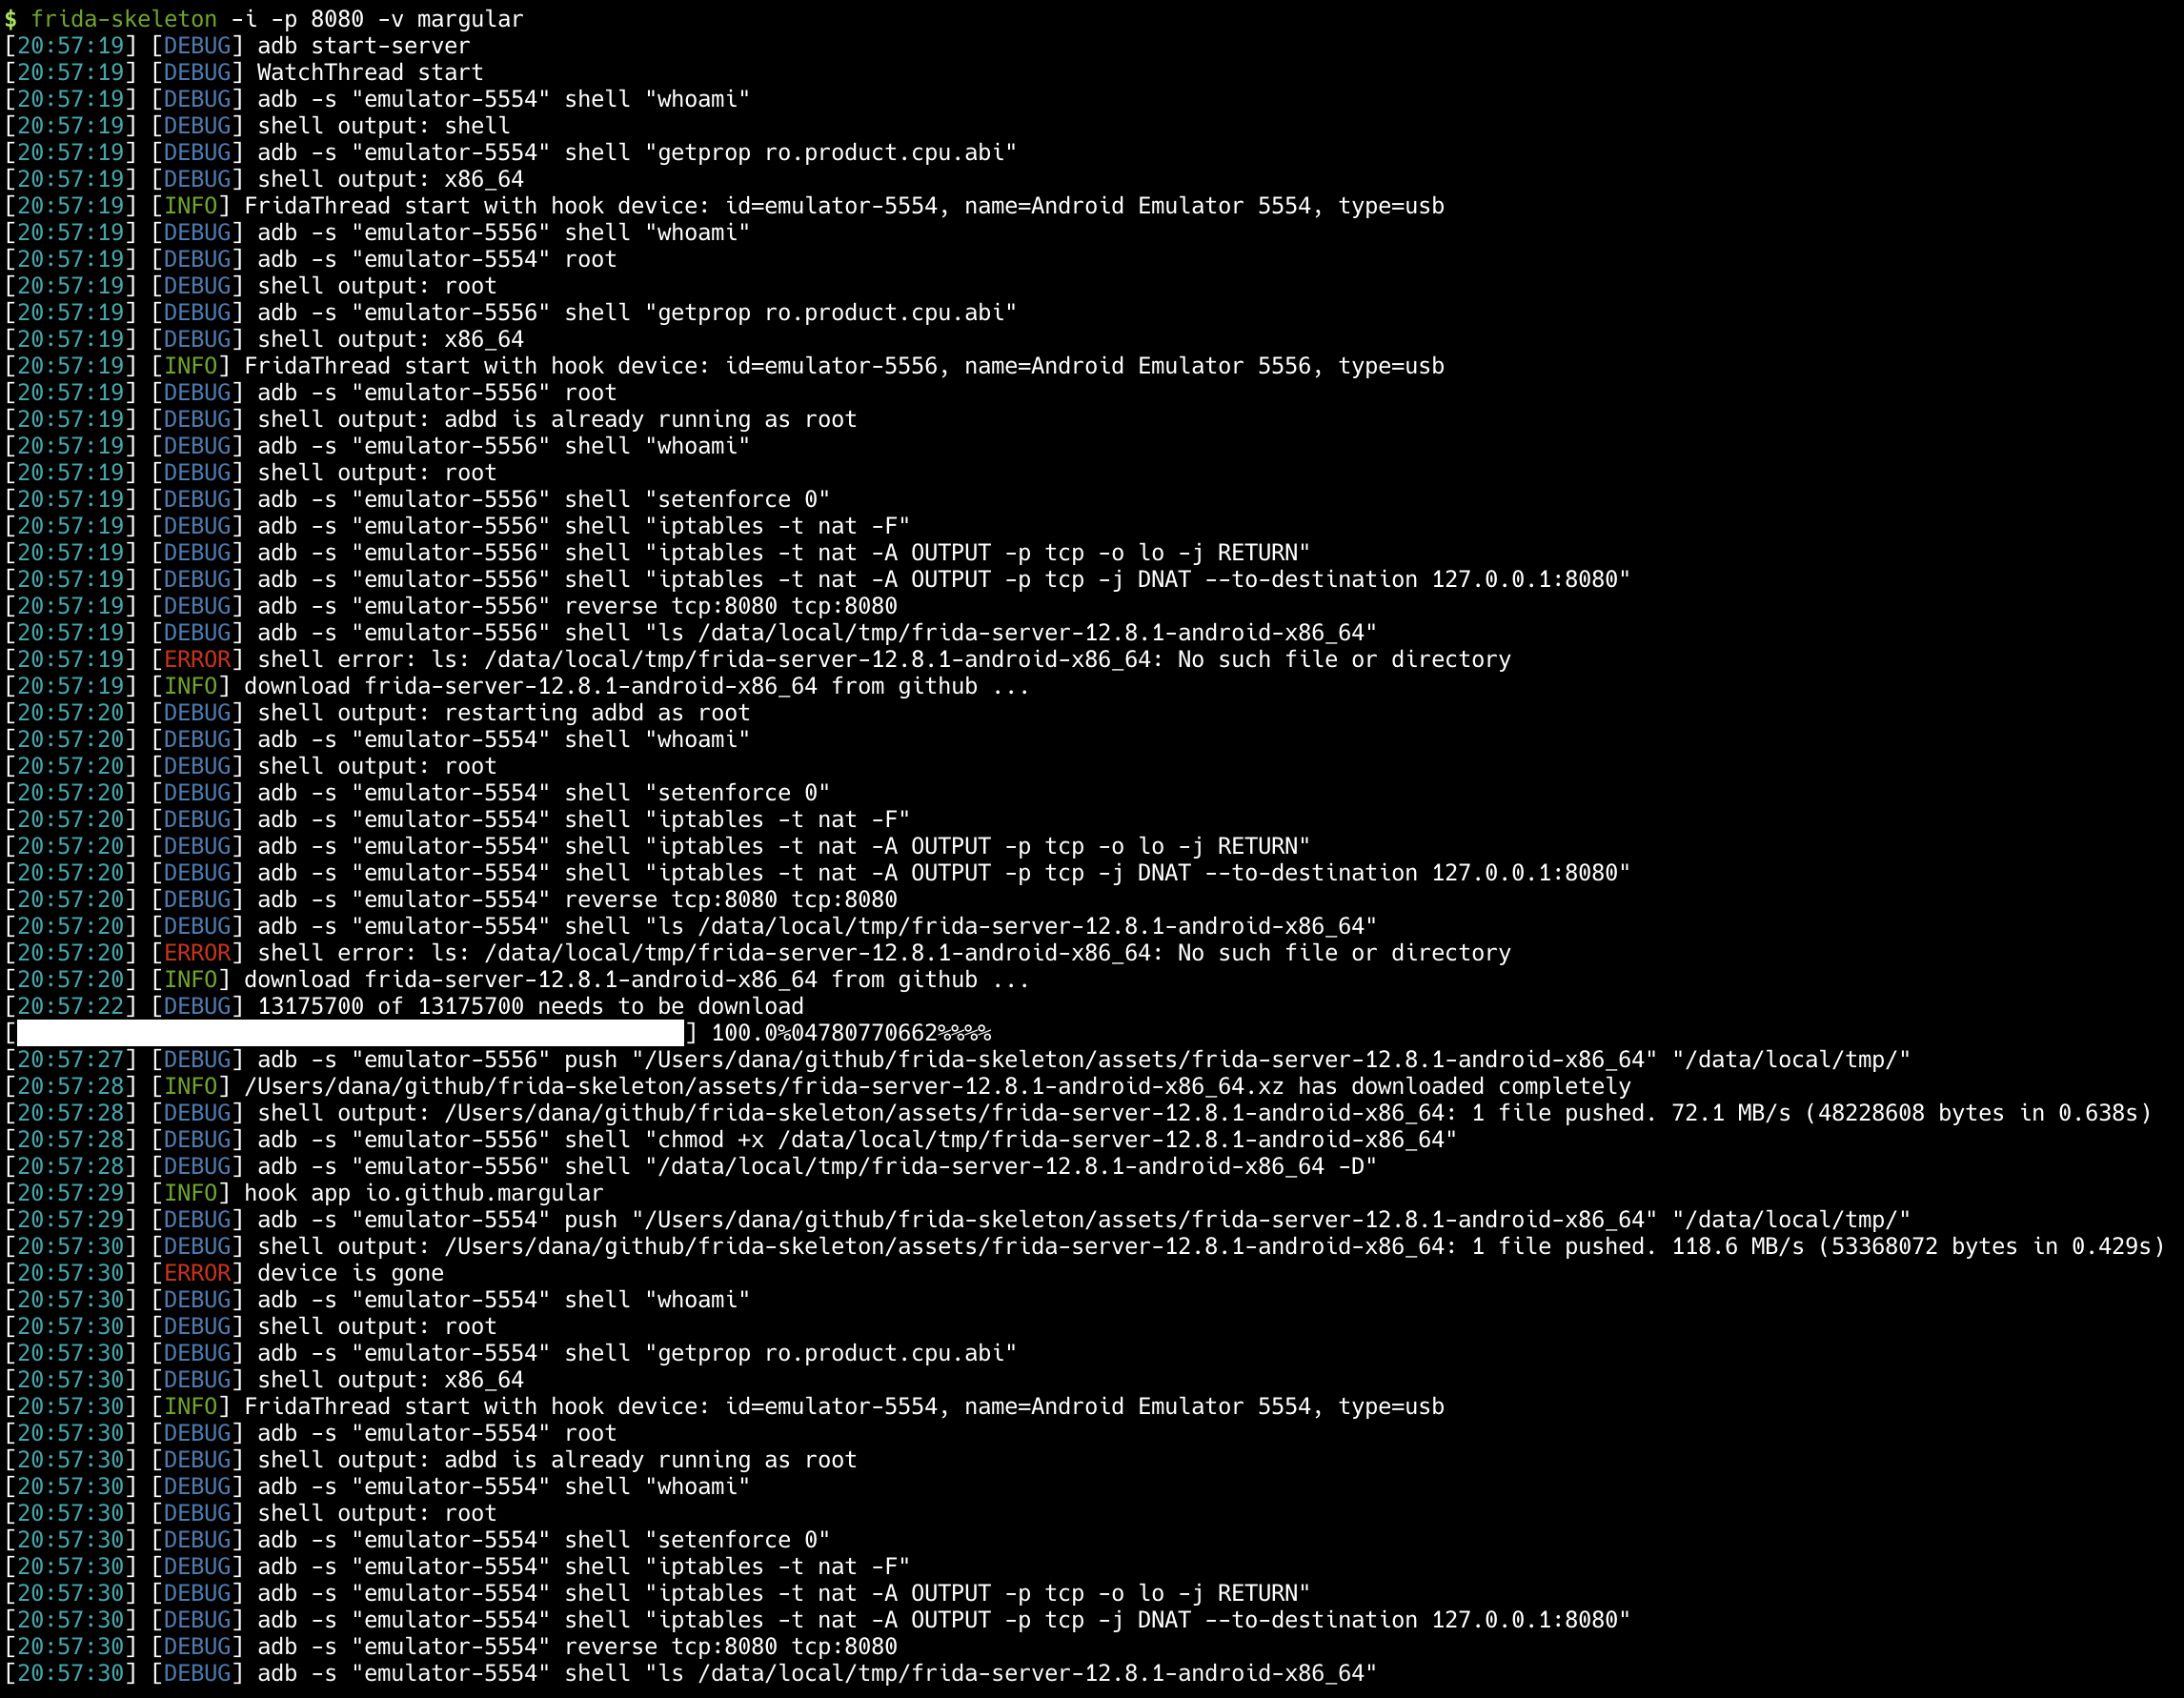 $ frida-skeleton -i -p 8080 -v margular
[20:57:19] [DEBUG] adb start-server
[20:57:19] [DEBUG] WatchThread start
[20:57:19] [DEBUG] adb -s "emulator-5554" shell "whoami"
[20:57:19] [DEBUG] shell output: shell
[20:57:19] [DEBUG] adb -s "emulator-5554" shell "getprop ro.product.cpu.abi"
[20:57:19] [DEBUG] shell output: x86_64
[20:57:19] [INFO] FridaThread start with hook device: id=emulator-5554, name=Android Emulator 5554, type=usb
[20:57:19] [DEBUG] adb -s "emulator-5556" shell "whoami"
[20:57:19] [DEBUG] adb -s "emulator-5554" root
[20:57:19] [DEBUG] shell output: root
[20:57:19] [DEBUG] adb -s "emulator-5556" shell "getprop ro.product.cpu.abi"
[20:57:19] [DEBUG] shell output: x86_64
[20:57:19] [INFO] FridaThread start with hook device: id=emulator-5556, name=Android Emulator 5556, type=usb
[20:57:19] [DEBUG] adb -s "emulator-5556" root
[20:57:19] [DEBUG] shell output: adbd is already running as root
[20:57:19] [DEBUG] adb -s "emulator-5556" shell "whoami"
[20:57:19] [DEBUG] shell output: root
[20:57:19] [DEBUG] adb -s "emulator-5556" shell "setenforce 0"
[20:57:19] [DEBUG] adb -s "emulator-5556" shell "iptables -t nat -F"
[20:57:19] [DEBUG] adb -s "emulator-5556" shell "iptables -t nat -A OUTPUT -p tcp -o lo -j RETURN"
[20:57:19] [DEBUG] adb -s "emulator-5556" shell "iptables -t nat -A OUTPUT -p tcp -j DNAT --to-destination 127.0.0.1:8080"
[20:57:19] [DEBUG] adb -s "emulator-5556" reverse tcp:8080 tcp:8080
[20:57:19] [DEBUG] adb -s "emulator-5556" shell "ls /data/local/tmp/frida-server-12.8.1-android-x86_64"
[20:57:19] [ERROR] shell error: ls: /data/local/tmp/frida-server-12.8.1-android-x86_64: No such file or directory
[20:57:19] [INFO] download frida-server-12.8.1-android-x86_64 from github ...
[20:57:20] [DEBUG] shell output: restarting adbd as root
[20:57:20] [DEBUG] adb -s "emulator-5554" shell "whoami"
[20:57:20] [DEBUG] shell output: root
[20:57:20] [DEBUG] adb -s "emulator-5554" shell "setenforce 0"
[20:57:20] [DEBUG] adb -s "emulator-5554" shell "iptables -t nat -F"
[20:57:20] [DEBUG] adb -s "emulator-5554" shell "iptables -t nat -A OUTPUT -p tcp -o lo -j RETURN"
[20:57:20] [DEBUG] adb -s "emulator-5554" shell "iptables -t nat -A OUTPUT -p tcp -j DNAT --to-destination 127.0.0.1:8080"
[20:57:20] [DEBUG] adb -s "emulator-5554" reverse tcp:8080 tcp:8080
[20:57:20] [DEBUG] adb -s "emulator-5554" shell "ls /data/local/tmp/frida-server-12.8.1-android-x86_64"
[20:57:20] [ERROR] shell error: ls: /data/local/tmp/frida-server-12.8.1-android-x86_64: No such file or directory
[20:57:20] [INFO] download frida-server-12.8.1-android-x86_64 from github ...
[20:57:22] [DEBUG] 13175700 of 13175700 needs to be download
[ ] 100.0%04780770662%%%%
[20:57:27] [DEBUG] adb -s "emulator-5556" push "/Users/dana/github/frida-skeleton/assets/frida-server-12.8.1-android-x86_64" "/data/local/tmp/"
[20:57:28] [INFO] /Users/dana/github/frida-skeleton/assets/frida-server-12.8.1-android-x86_64.xz has downloaded completely
[20:57:28] [DEBUG] shell output: /Users/dana/github/frida-skeleton/assets/frida-server-12.8.1-android-x86_64: 1 file pushed. 72.1 MB/s (48228608 bytes in 0.638s)
[20:57:28] [DEBUG] adb -s "emulator-5556" shell "chmod +x /data/local/tmp/frida-server-12.8.1-android-x86_64"
[20:57:28] [DEBUG] adb -s "emulator-5556" shell "/data/local/tmp/frida-server-12.8.1-android-x86_64 -D"
[20:57:29] [INFO] hook app io.github.margular
[20:57:29] [DEBUG] adb -s "emulator-5554" push "/Users/dana/github/frida-skeleton/assets/frida-server-12.8.1-android-x86_64" "/data/local/tmp/"
[20:57:30] [DEBUG] shell output: /Users/dana/github/frida-skeleton/assets/frida-server-12.8.1-android-x86_64: 1 file pushed. 118.6 MB/s (53368072 bytes in 0.429s)
[20:57:30] [ERROR] device is gone
[20:57:30] [DEBUG] adb -s "emulator-5554" shell "whoami"
[20:57:30] [DEBUG] shell output: root
[20:57:30] [DEBUG] adb -s "emulator-5554" shell "getprop ro.product.cpu.abi"
[20:57:30] [DEBUG] shell output: x86_64
[20:57:30] [INFO] FridaThread start with hook device: id=emulator-5554, name=Android Emulator 5554, type=usb
[20:57:30] [DEBUG] adb -s "emulator-5554" root
[20:57:30] [DEBUG] shell output: adbd is already running as root
[20:57:30] [DEBUG] adb -s "emulator-5554" shell "whoami"
[20:57:30] [DEBUG] shell output: root
[20:57:30] [DEBUG] adb -s "emulator-5554" shell "setenforce 0"
[20:57:30] [DEBUG] adb -s "emulator-5554" shell "iptables -t nat -F"
[20:57:30] [DEBUG] adb -s "emulator-5554" shell "iptables -t nat -A OUTPUT -p tcp -o lo -j RETURN"
[20:57:30] [DEBUG] adb -s "emulator-5554" shell "iptables -t nat -A OUTPUT -p tcp -j DNAT --to-destination 127.0.0.1:8080"
[20:57:30] [DEBUG] adb -s "emulator-5554" reverse tcp:8080 tcp:8080
[20:57:30] [DEBUG] adb -s "emulator-5554" shell "ls /data/local/tmp/frida-server-12.8.1-android-x86_64"